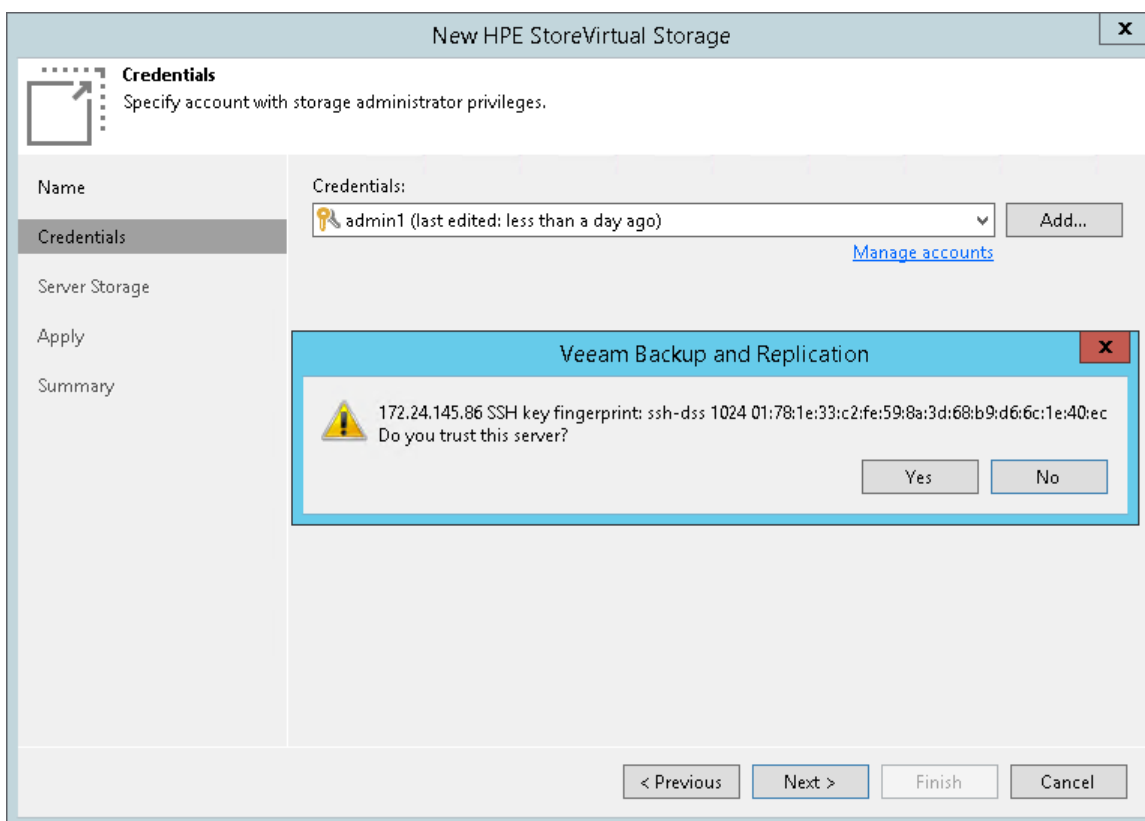 New HPE StoreVirtual Storage
x
Credentials
Specify account with storage administrator privileges.
Name
Credentials
Server Storage
Apply
Summary
Credentials:
admin1 (last edited: less than a day ago)
Add...
Manage accounts
Veeam Backup and Replication
x
172.24.145.86 SSH key fingerprint: ssh-dss 1024 01:78:1e:33:c2:fe:59:8a:3d:68:b9:d6:6c:1e:40:ec
Do you trust this server?
Yes
No
< Previous
Next >
Finish
Cancel